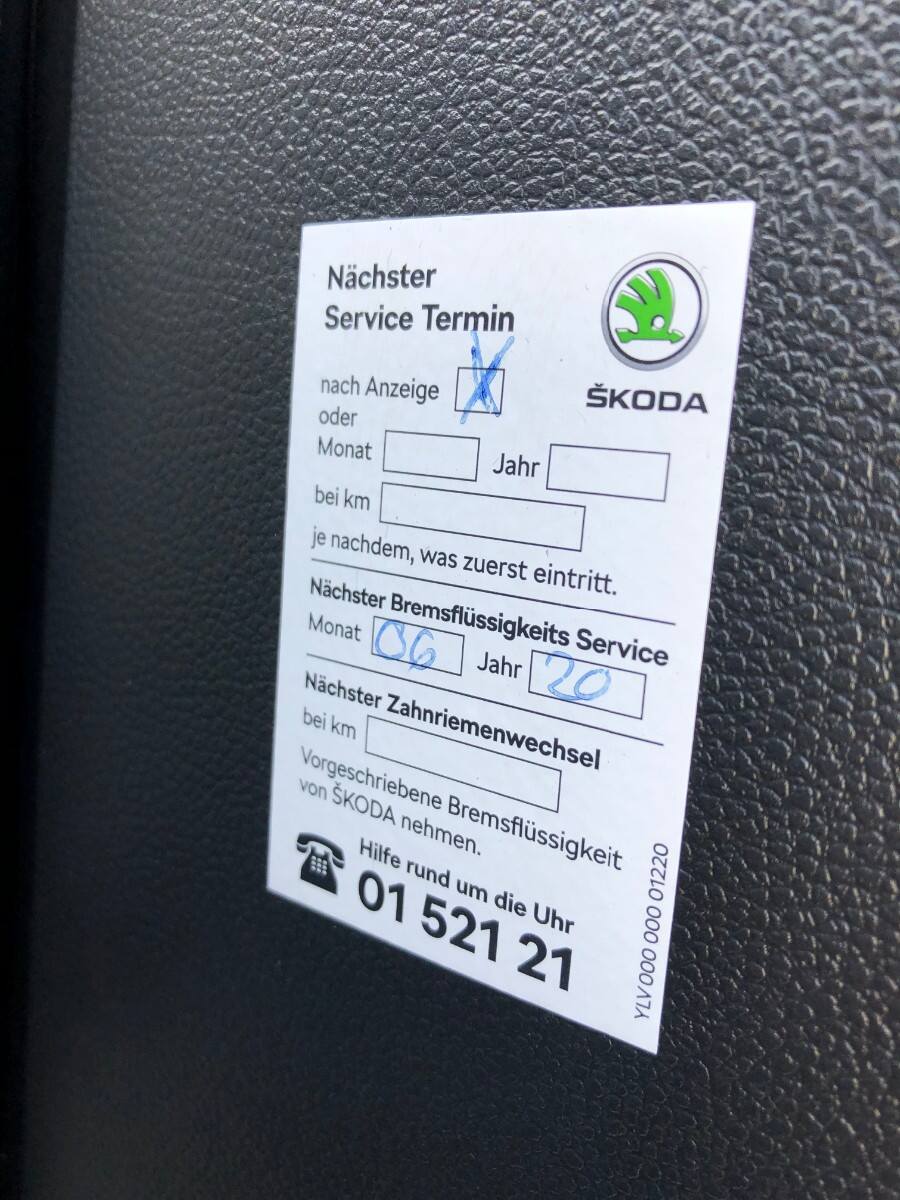 Nächster
Service Termin
ŠKODA
nach Anzeige X
oder
Monat Jahr
bei km
je nachdem, was zuerst eintritt.
Nächster Bremsflüssigkeits Service
Monat 06 Jahr 20
Nächster Zahnriemenwechsel
bei km
Vorgeschriebene Bremsflüssigkeit
von ŠKODA nehmen.
Hilfe rund um die Uhr
01 521 21
YLV 000 000 01220